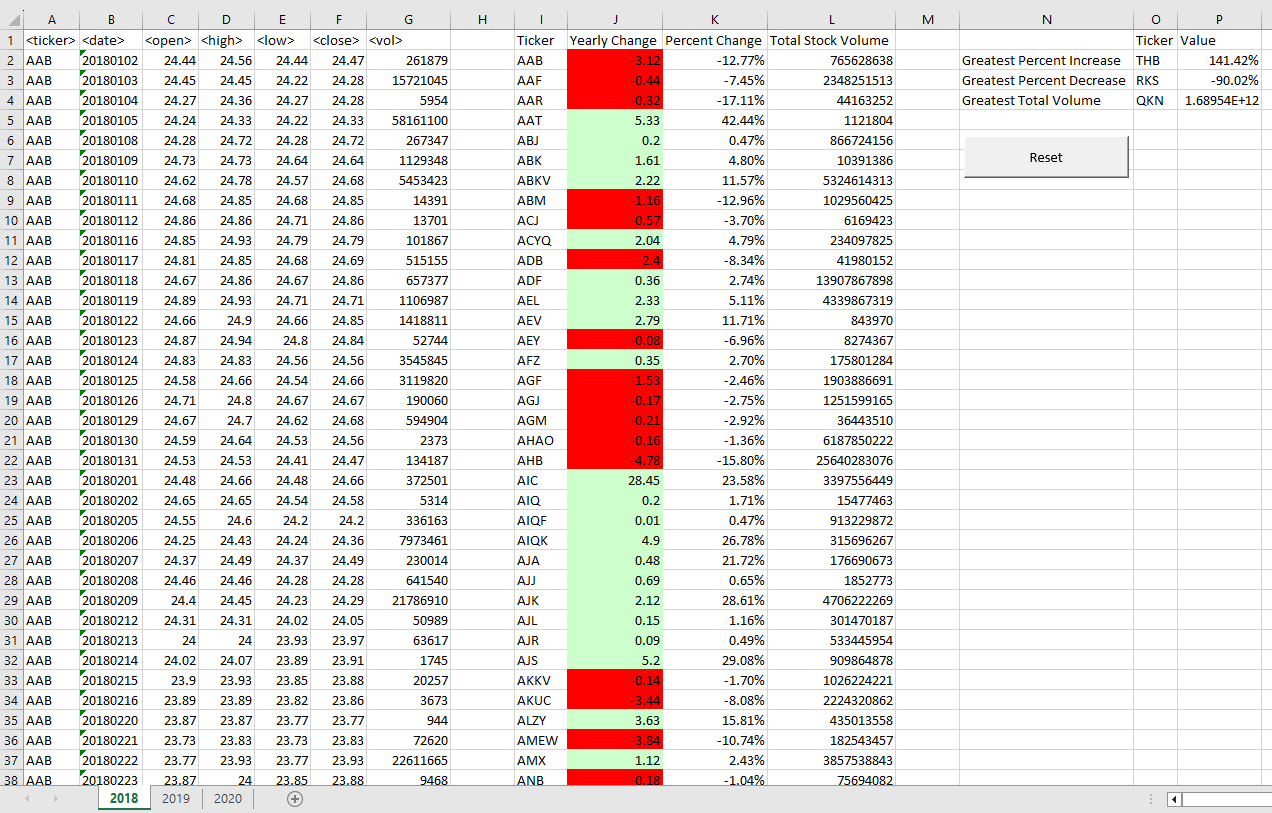 A B C D E F G H I J K L M N O P
1 <ticker> <date> <open> <high> <low> <close> <vol> Ticker Yearly Change Percent Change Total Stock Volume Ticker Value
2 AAB 20180102 24.44 24.56 24.44 24.47 261879 AAB -3.12 -12.77% 765628638 Greatest Percent Increase THB 141.42%
3 AAB 20180103 24.45 24.45 24.22 24.28 15721045 AAF -0.44 -7.45% 2348251513 Greatest Percent Decrease RKS -90.02%
4 AAB 20180104 24.27 24.36 24.27 24.28 5954 AAR -0.32 -17.11% 44163252 Greatest Total Volume QKN 1.68954E+12
5 AAB 20180105 24.24 24.33 24.22 24.33 58161100 AAT 5.33 42.44% 1121804
6 AAB 20180108 24.28 24.72 24.28 24.72 267347 ABJ 0.2 0.47% 866724156
7 AAB 20180109 24.73 24.73 24.64 24.64 1129348 ABK 1.61 4.80% 10391386 Reset
8 AAB 20180110 24.62 24.78 24.57 24.68 5453423 ABKV 2.22 11.57% 5324614313
9 AAB 20180111 24.68 24.85 24.68 24.85 14391 ABM -1.16 -12.96% 1029560425
10 AAB 20180112 24.86 24.86 24.71 24.86 13701 ACJ -0.57 -3.70% 6169423
11 AAB 20180116 24.85 24.93 24.79 24.79 101867 ACYQ 2.04 4.79% 234097825
12 AAB 20180117 24.81 24.85 24.68 24.69 515155 ADB -2.4 -8.34% 41980152
13 AAB 20180118 24.67 24.86 24.67 24.86 657377 ADF 0.36 2.74% 13907867898
14 AAB 20180119 24.89 24.93 24.71 24.71 1106987 AEL 2.33 5.11% 4339867319
15 AAB 20180122 24.66 24.9 24.66 24.85 1418811 AEV 2.79 11.71% 843970
16 AAB 20180123 24.87 24.94 24.8 24.84 52744 AEY -0.08 -6.96% 8274367
17 AAB 20180124 24.83 24.83 24.56 24.56 3545845 AFZ 0.35 2.70% 175801284
18 AAB 20180125 24.58 24.66 24.54 24.66 3119820 AGF -1.53 -2.46% 1903886691
19 AAB 20180126 24.71 24.8 24.67 24.67 190060 AGJ -0.17 -2.75% 1251599165
20 AAB 20180129 24.67 24.7 24.62 24.68 594904 AGM -0.21 -2.92% 36443510
21 AAB 20180130 24.59 24.64 24.53 24.56 2373 AHAO -0.16 -1.36% 6187850222
22 AAB 20180131 24.53 24.53 24.41 24.47 134187 AHB -4.78 -15.80% 25640283076
23 AAB 20180201 24.48 24.66 24.48 24.66 372501 AIC 28.45 23.58% 3397556449
24 AAB 20180202 24.65 24.65 24.54 24.58 5314 AIQ 0.2 1.71% 15477463
25 AAB 20180205 24.55 24.6 24.2 24.2 336163 AIQF 0.01 0.47% 913229872
26 AAB 20180206 24.25 24.43 24.24 24.36 7973461 AIQK 4.9 26.78% 315696267
27 AAB 20180207 24.37 24.49 24.37 24.49 230014 AJA 0.48 21.72% 176690673
28 AAB 20180208 24.46 24.46 24.28 24.28 641540 AJJ 0.69 0.65% 1852773
29 AAB 20180209 24.4 24.45 24.23 24.29 21786910 AJK 2.12 28.61% 4706222269
30 AAB 20180212 24.31 24.31 24.02 24.05 50989 AJL 0.15 1.16% 301470187
31 AAB 20180213 24 24 23.93 23.97 63617 AJR 0.09 0.49% 533445954
32 AAB 20180214 24.02 24.07 23.89 23.91 1745 AJS 5.2 29.08% 909864878
33 AAB 20180215 23.9 23.93 23.85 23.88 20257 AKKV -0.14 -1.70% 1026224221
34 AAB 20180216 23.89 23.89 23.82 23.86 3673 AKUC -3.44 -8.08% 2224320862
35 AAB 20180220 23.87 23.87 23.77 23.77 944 ALZY 3.63 15.81% 435013558
36 AAB 20180221 23.73 23.83 23.73 23.83 72620 AMEW -3.84 -10.74% 182543457
37 AAB 20180222 23.77 23.93 23.77 23.93 22611665 AMX 1.12 2.43% 3857538843
38 AAB 20180223 23.87 24 23.85 23.88 9468 ANB -0.18 -1.04% 75694082
2018 2019 2020